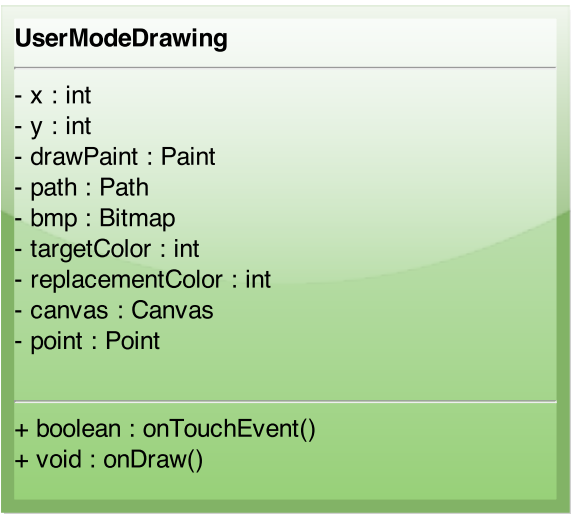 UserModeDrawing
- x : int
- y : int
- drawPaint : Paint
- path : Path
- bmp : Bitmap
- targetColor : int
- replacementColor : int
- canvas : Canvas
- point : Point
+ boolean : onTouchEvent()
+ void : onDraw()